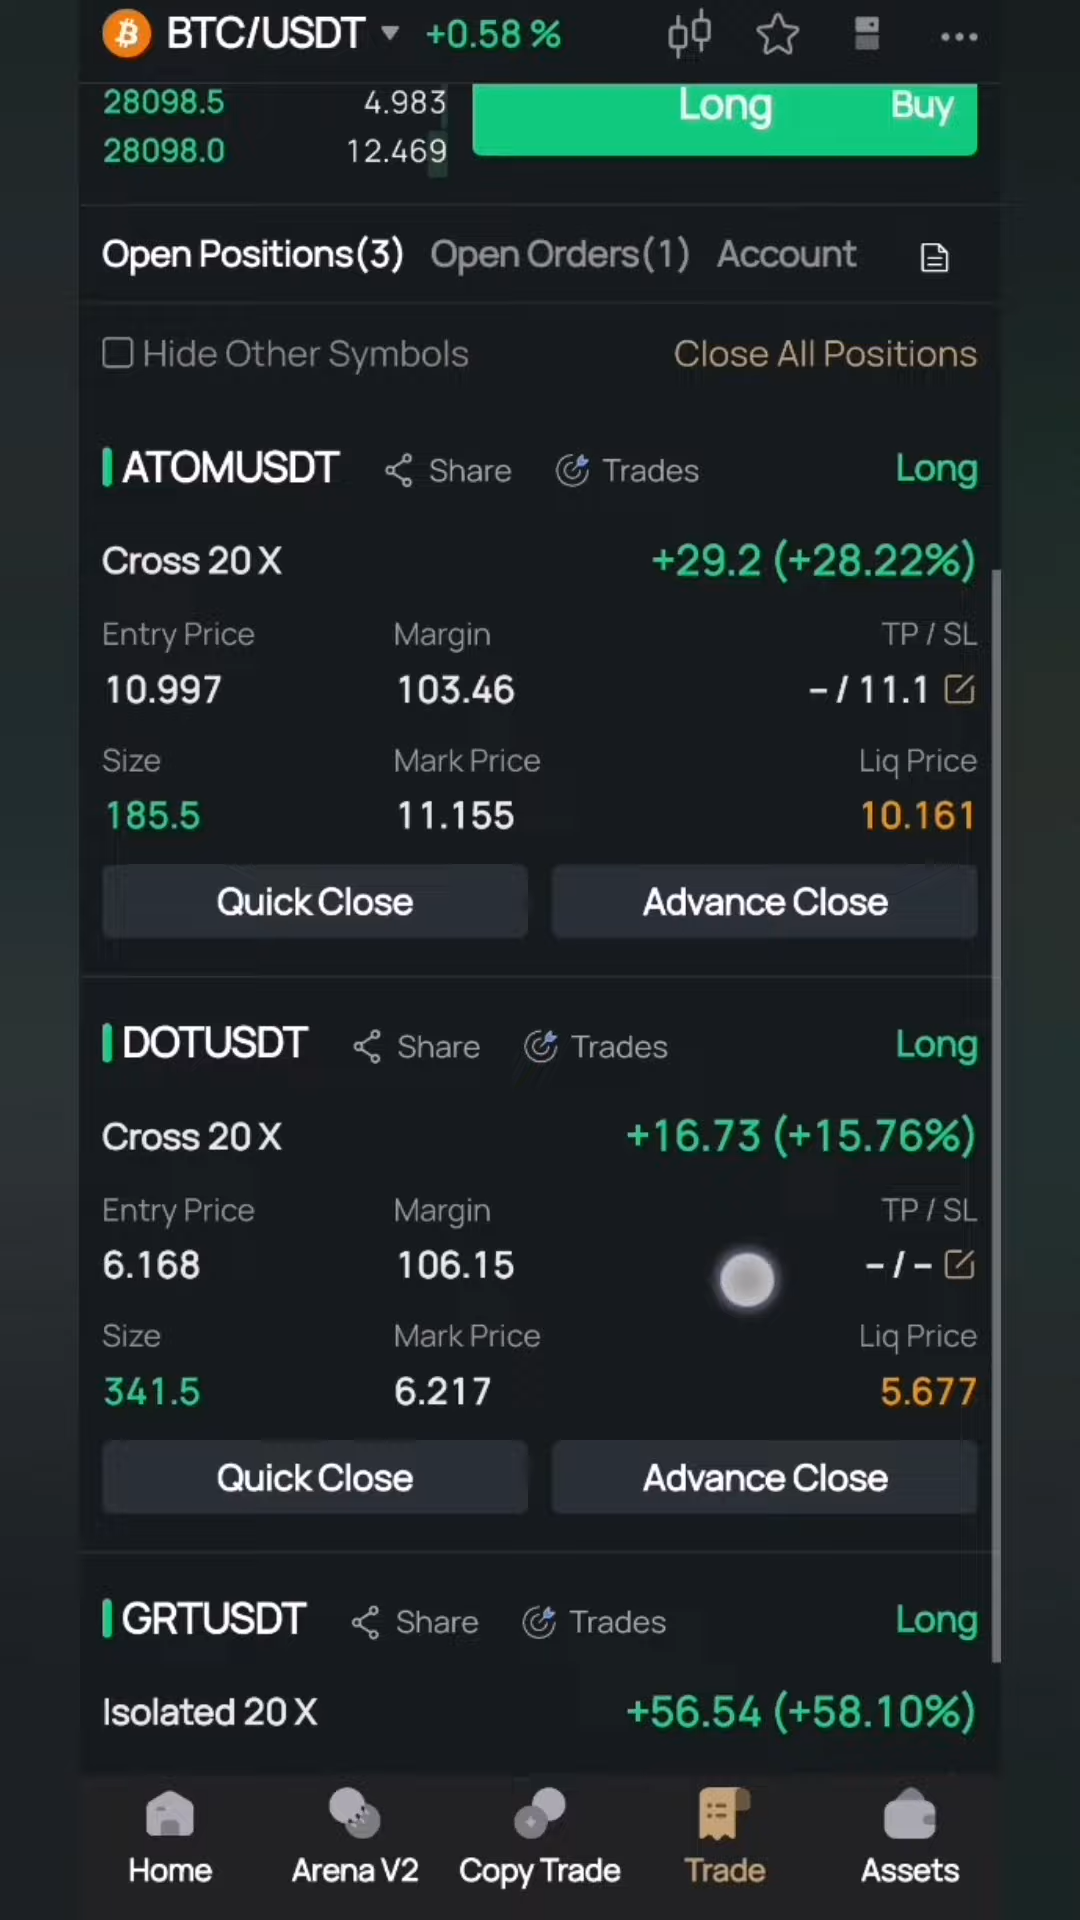 BTC/USDT +0.58 %
28098.5 4.983 Long Buy
28098.0 12.469
Open Positions(3) Open Orders(1) Account
Hide Other Symbols Close All Positions
ATOMUSDT Share Trades Long
Cross 20 X +29.2 (+28.22%)
Entry Price Margin TP / SL
10.997 103.46 – / 11.1
Size Mark Price Liq Price
185.5 11.155 10.161
Quick Close Advance Close
DOTUSDT Share Trades Long
Cross 20 X +16.73 (+15.76%)
Entry Price Margin TP / SL
6.168 106.15 – / –
Size Mark Price Liq Price
341.5 6.217 5.677
Quick Close Advance Close
GRTUSDT Share Trades Long
Isolated 20 X +56.54 (+58.10%)
Home Arena V2 Copy Trade Trade Assets